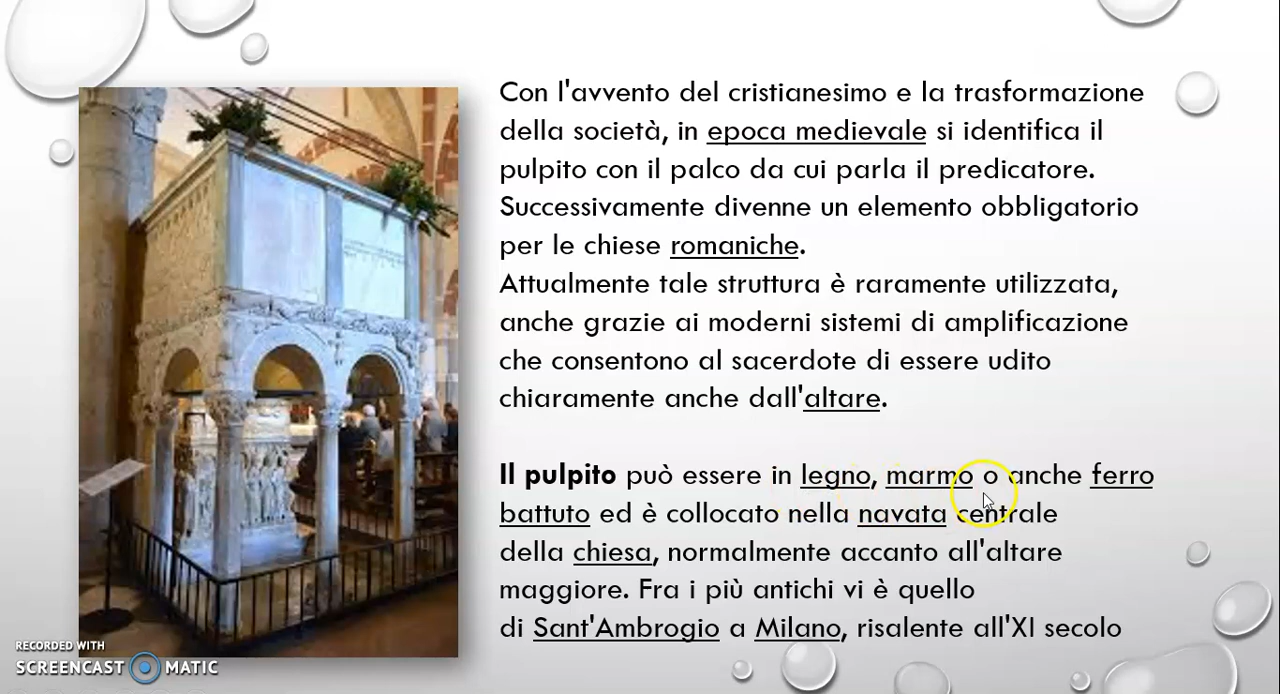 Con l'avvento del cristianesimo e la trasformazione
della società, in epoca medievale si identifica il
pulpito con il palco da cui parla il predicatore.
Successivamente divenne un elemento obbligatorio
per le chiese romaniche.
Attualmente tale struttura è raramente utilizzata,
anche grazie ai moderni sistemi di amplificazione
che consentono al sacerdote di essere udito
chiaramente anche dall'altare.
Il pulpito può essere in legno, marmo o anche ferro
battuto ed è collocato nella navata centrale
della chiesa, normalmente accanto all'altare
maggiore. Fra i più antichi vi è quello
di Sant'Ambrogio a Milano, risalente all'XI secolo
RECORDED WITH
SCREENCAST MATIC